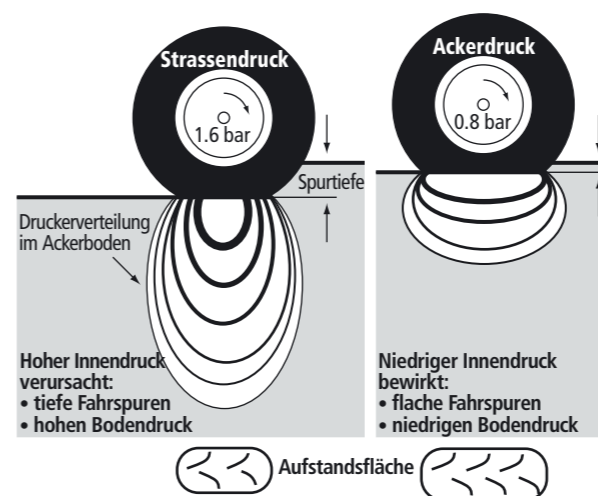 Strassendruck
1.6 bar
Spurtiefe
Druckerverteilung
im Ackerboden
Hoher Innendruck
verursacht:
• tiefe Fahrspuren
• hohen Bodendruck
Ackerdruck
0.8 bar
Niedriger Innendruck
bewirkt:
• flache Fahrspuren
• niedrigen Bodendruck
Aufstandsfläche